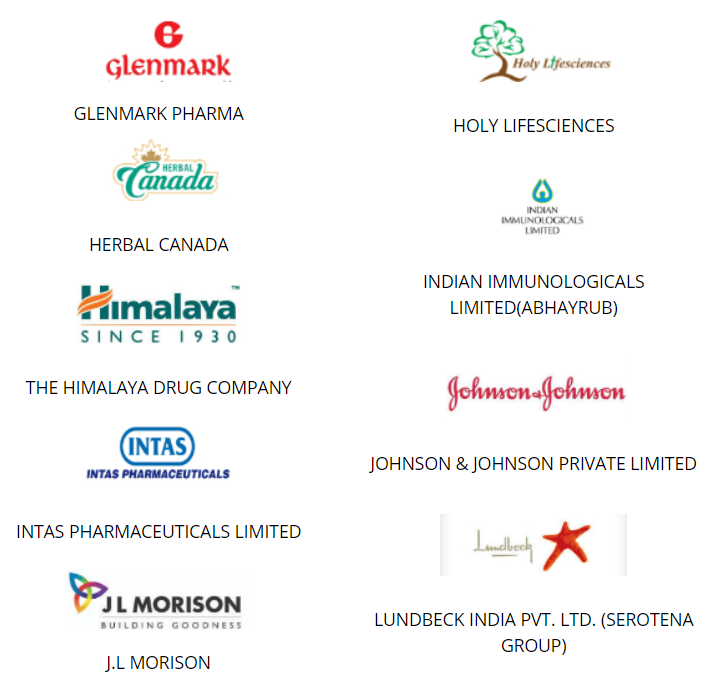 GLENMARK
GLENMARK PHARMA
HERBAL
Canada
HERBAL CANADA
Himalaya™
SINCE 1930
THE HIMALAYA DRUG COMPANY
INTAS
INTAS PHARMACEUTICALS
INTAS PHARMACEUTICALS LIMITED
J L MORISON
BUILDING GOODNESS
J.L MORISON
Holy Lifesciences
HOLY LIFESCIENCES
INDIAN
IMMUNOLOGICALS
LIMITED
INDIAN IMMUNOLOGICALS
LIMITED(ABHAYRUB)
Johnson & Johnson
JOHNSON & JOHNSON PRIVATE LIMITED
Lundbeck
LUNDBECK INDIA PVT. LTD. (SEROTENA
GROUP)